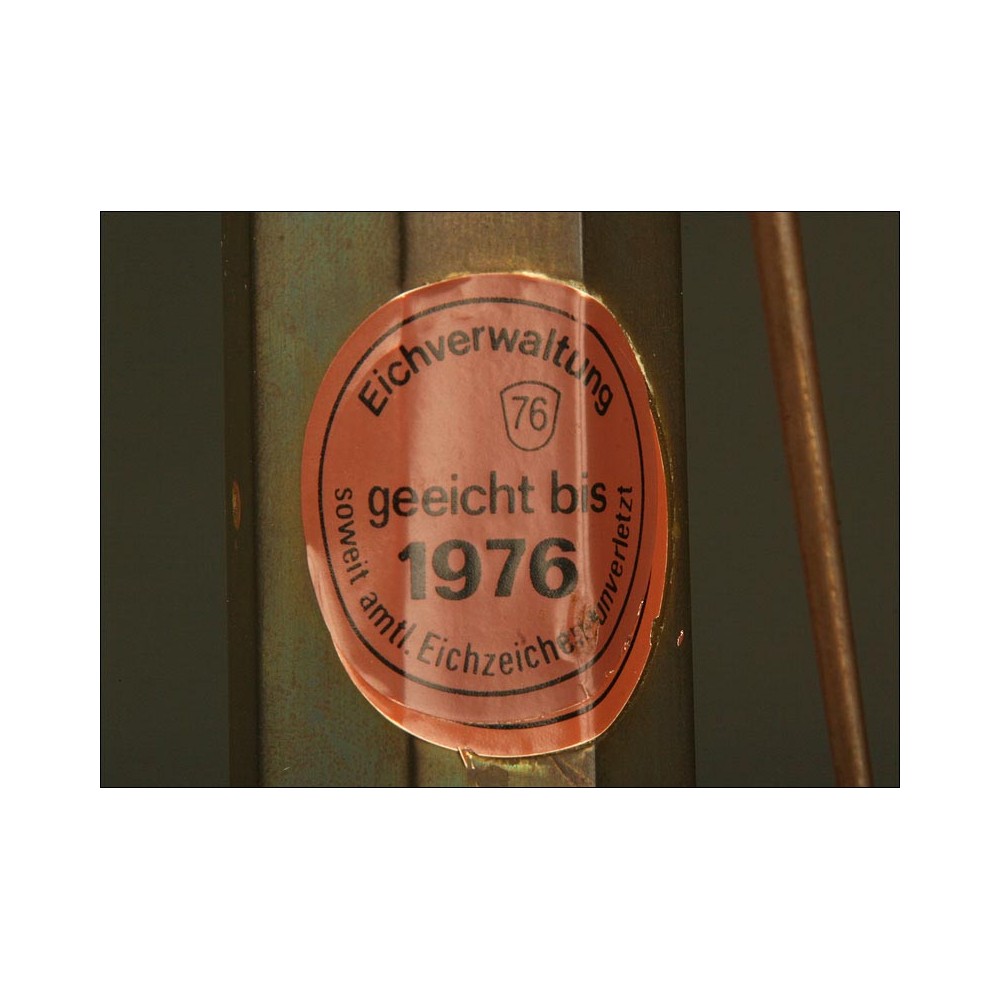 Eichverwaltung
76
geeicht bis
1976
soweit amtl. Eichzeichen unverletzt